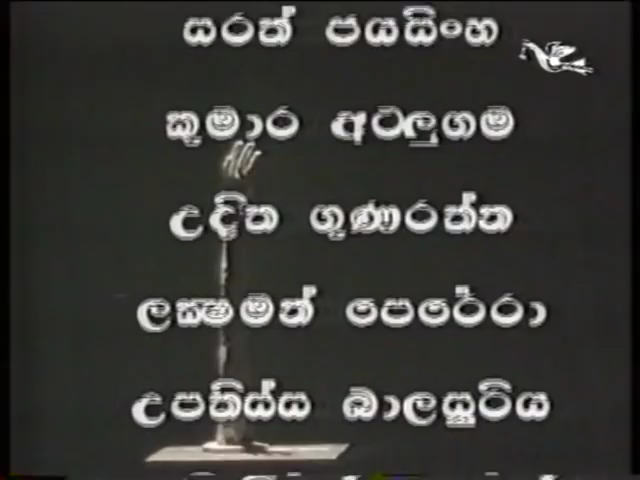 සරත් ජයසිංහ
කුමාර අටලුගම
උදිත ගුණරත්න
ලක්ෂමන් පෙරේරා
උපතිස්ස බාලසූරිය